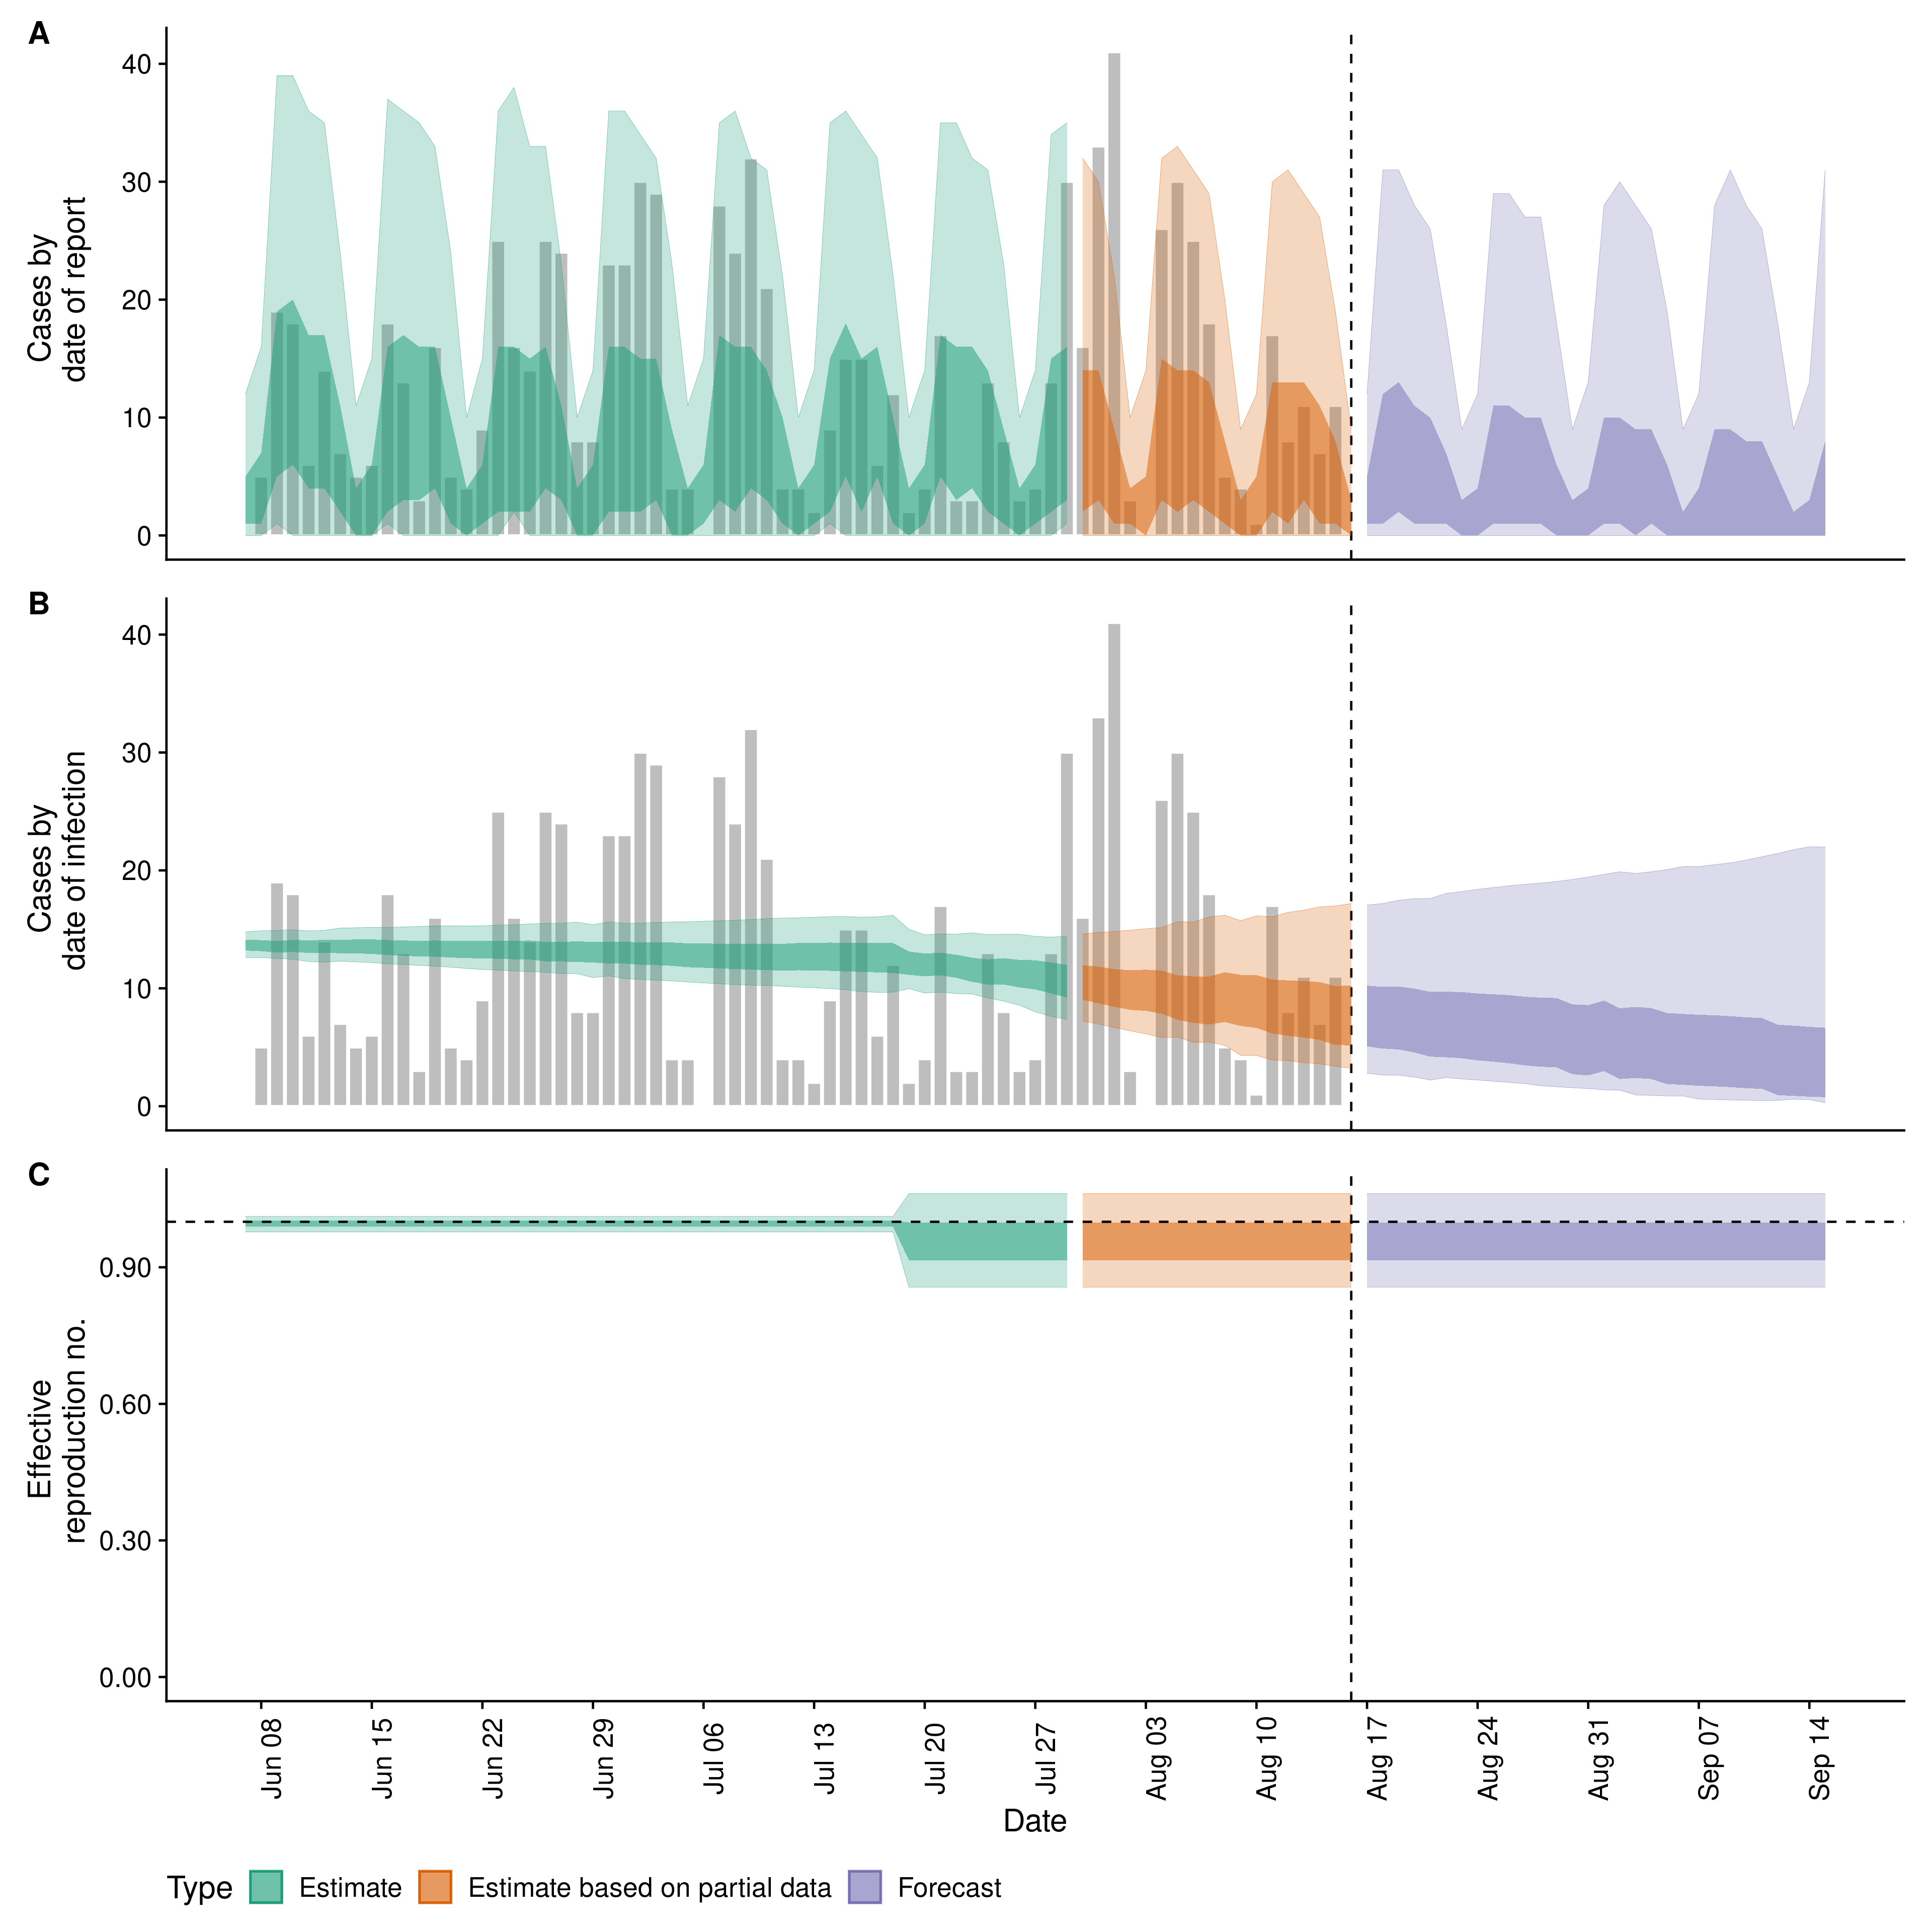 A
Cases by
date of report
40
30
20
10
0
B
Cases by
date of infection
40
30
20
10
0
C
Effective
reproduction no.
0.90
0.60
0.30
0.00
Jun 08
Jun 15
Jun 22
Jun 29
Jul 06
Jul 13
Jul 20
Jul 27
Aug 03
Aug 10
Aug 17
Aug 24
Aug 31
Sep 07
Sep 14
Date
Type Estimate Estimate based on partial data Forecast